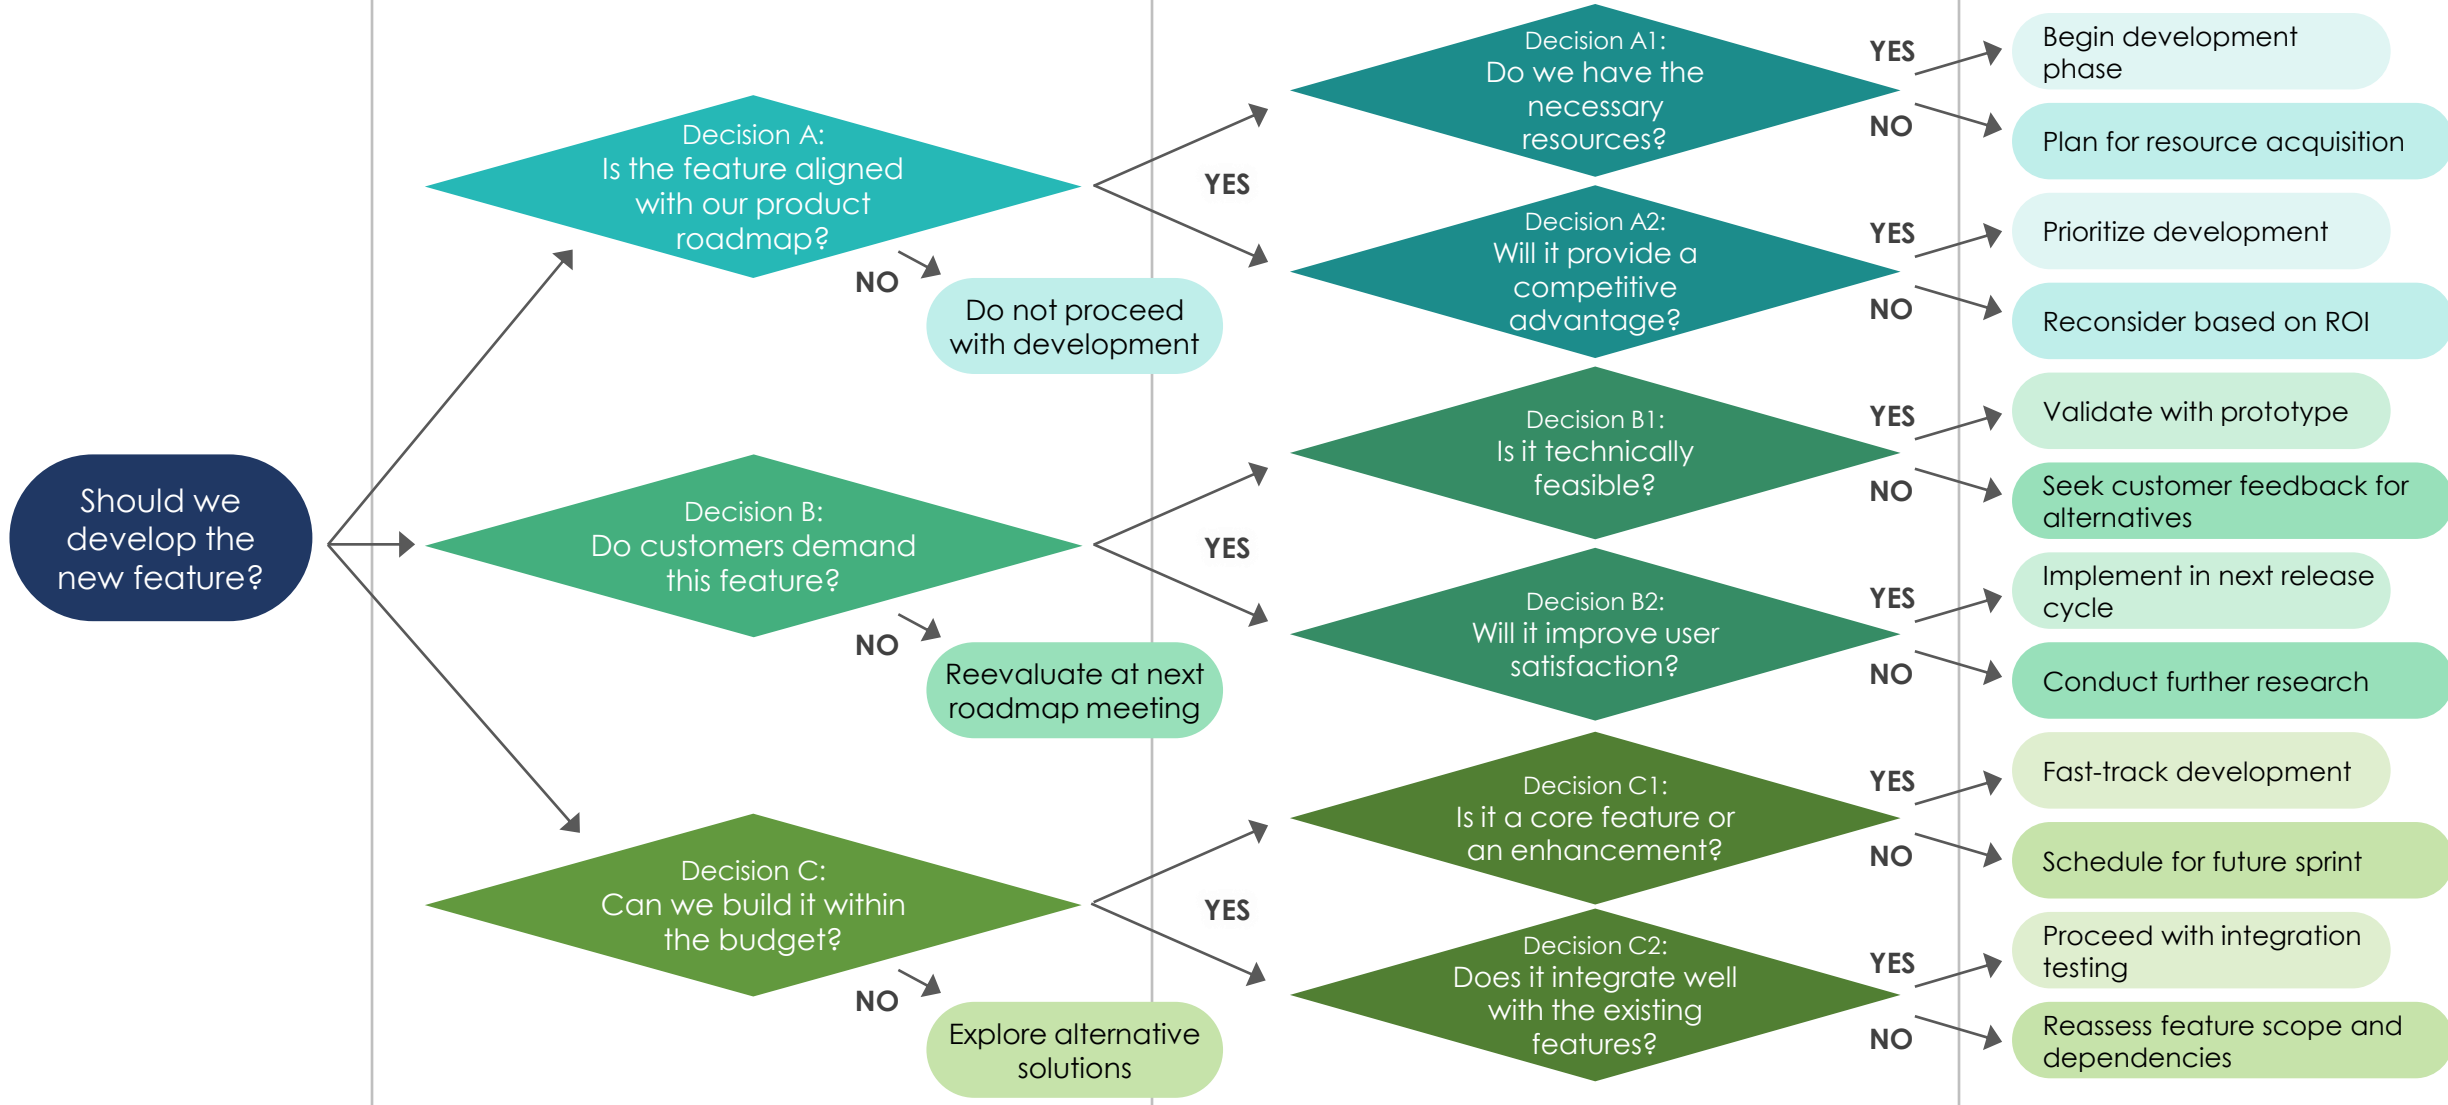 Should we
develop the
new feature?
Decision A:
Is the feature aligned
with our product
roadmap?
YES
NO
Do not proceed
with development
Decision B:
Do customers demand
this feature?
YES
NO
Reevaluate at next
roadmap meeting
Decision C:
Can we build it within
the budget?
YES
NO
Explore alternative
solutions
Decision A1:
Do we have the
necessary
resources?
YES
Begin development
phase
NO
Plan for resource acquisition
Decision A2:
Will it provide a
competitive
advantage?
YES
Prioritize development
NO
Reconsider based on ROI
Decision B1:
Is it technically
feasible?
YES
Validate with prototype
NO
Seek customer feedback for
alternatives
Decision B2:
Will it improve user
satisfaction?
YES
Implement in next release
cycle
NO
Conduct further research
Decision C1:
Is it a core feature or
an enhancement?
YES
Fast-track development
NO
Schedule for future sprint
Decision C2:
Does it integrate well
with the existing
features?
YES
Proceed with integration
testing
NO
Reassess feature scope and
dependencies